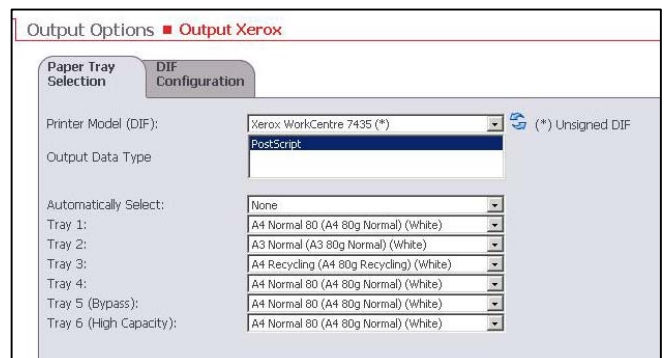 Output Options ■ Output Xerox
Paper Tray Selection
DIF Configuration
Printer Model (DIF): Xerox WorkCentre 7435 (*) (*) Unsigned DIF
Output Data Type PostScript
Automatically Select: None
Tray 1: A4 Normal 80 (A4 80g Normal) (White)
Tray 2: A3 Normal (A3 80g Normal) (White)
Tray 3: A4 Recycling (A4 80g Recycling) (White)
Tray 4: A4 Normal 80 (A4 80g Normal) (White)
Tray 5 (Bypass): A4 Normal 80 (A4 80g Normal) (White)
Tray 6 (High Capacity): A4 Normal 80 (A4 80g Normal) (White)